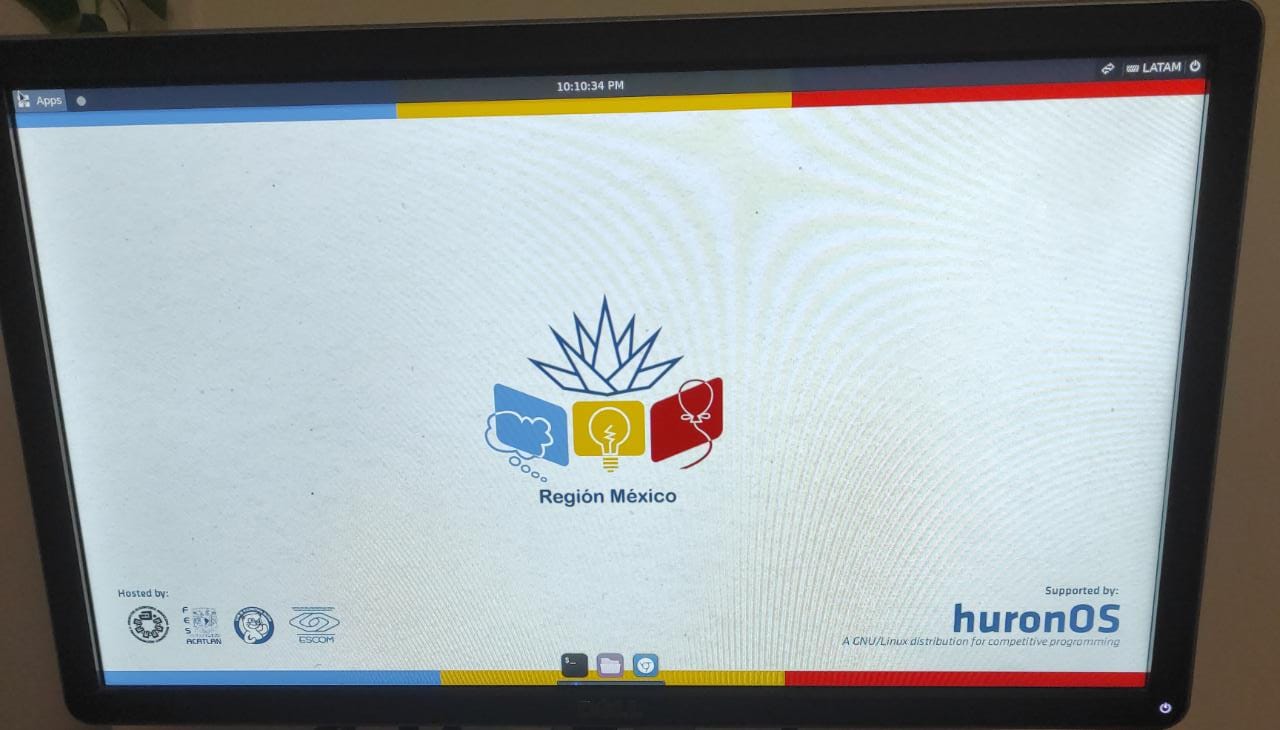 Apps
10:10:34 PM
LATAM
Región México
Hosted by:
F
E
S
ACATLAN
ESCOM
Supported by:
huronOS
A GNU/Linux distribution for competitive programming
$_